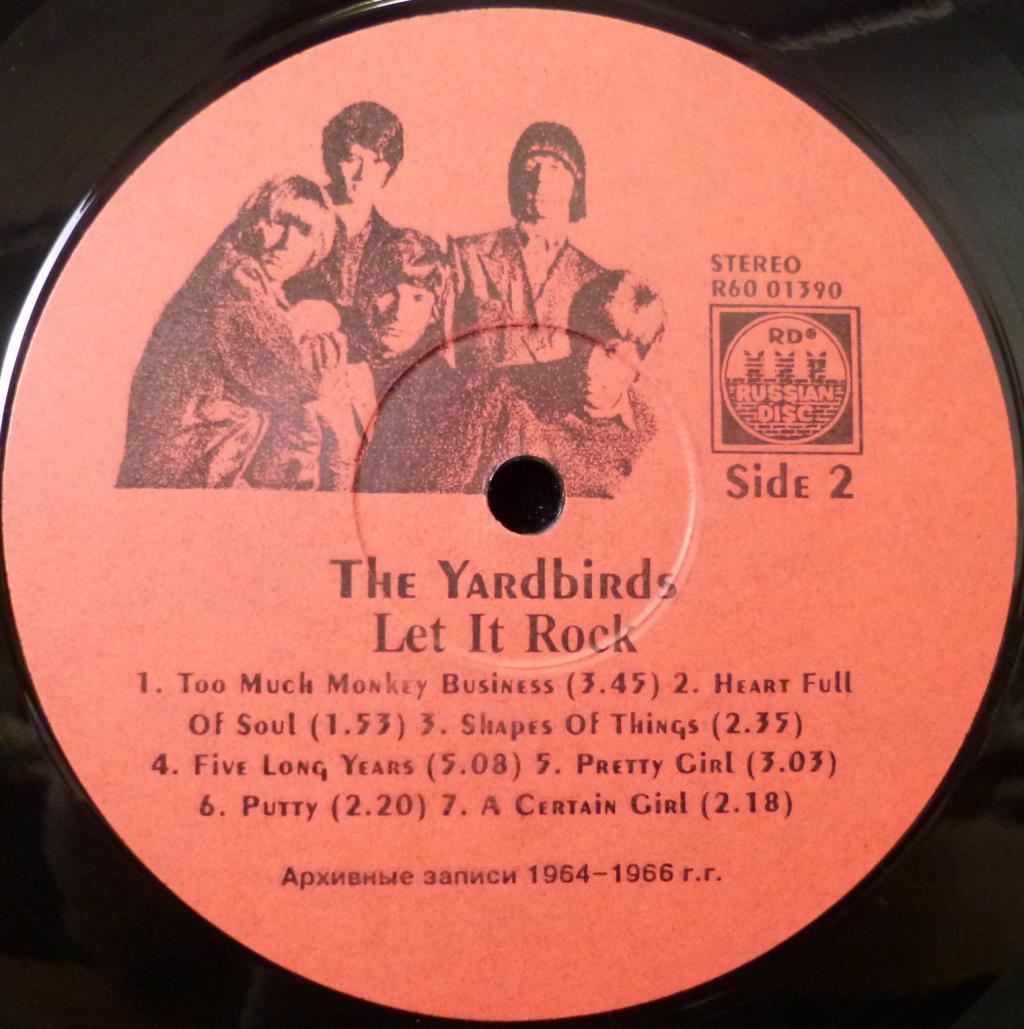 STEREO
R60 01390
RD®
RUSSIAN
DISC
Side 2
The Yardbirds
Let It Rock
1. Too Much Monkey Business (3.45) 2. Heart Full
Of Soul (1.53) 3. Shapes Of Things (2.35)
4. Five Long Years (5.08) 5. Pretty Girl (3.03)
6. Putty (2.20) 7. A Certain Girl (2.18)
Архивные записи 1964–1966 г.г.